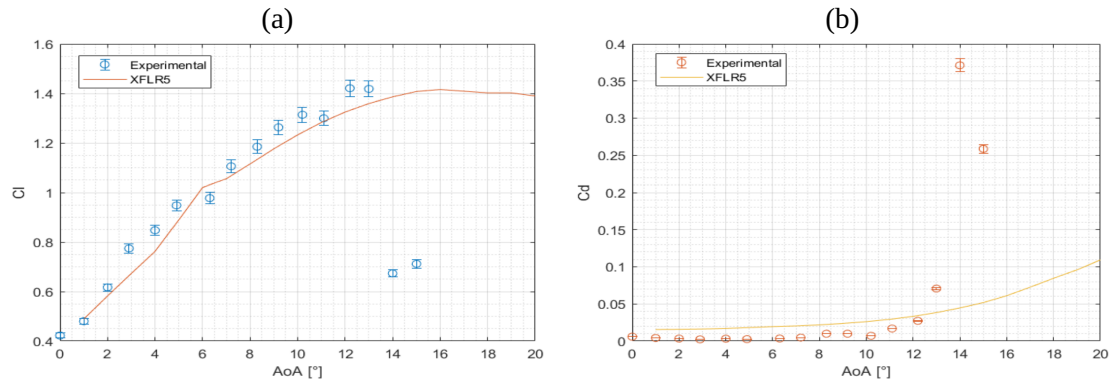 (a)
1.6
1.4
1.2
1
0.8
0.6
0.4
Cl
Experimental
XFLR5
0 2 4 6 8 10 12 14 16 18 20
AoA [°]
(b)
0.4
0.35
0.3
0.25
0.2
0.15
0.1
0.05
0
Cd
Experimental
XFLR5
0 2 4 6 8 10 12 14 16 18 20
AoA [°]